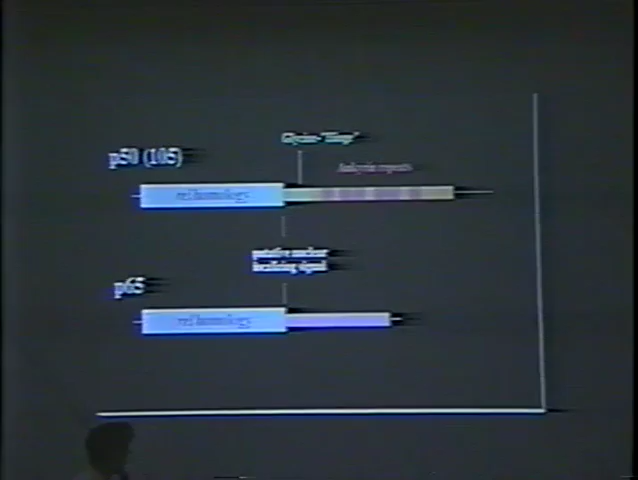 Glycine-"Hinge"
p50 (105)
Ankyrin repeats
rel homology
putative nuclear
localizing signal
p65
rel homology